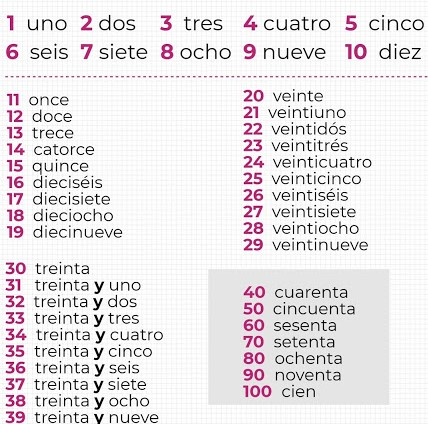 1 uno 2 dos 3 tres 4 cuatro 5 cinco
6 seis 7 siete 8 ocho 9 nueve 10 diez
11 once
12 doce
13 trece
14 catorce
15 quince
16 dieciséis
17 diecisiete
18 dieciocho
19 diecinueve
20 veinte
21 veintiuno
22 veintidós
23 veintitrés
24 veinticuatro
25 veinticinco
26 veintiséis
27 veintisiete
28 veintiocho
29 veintinueve
30 treinta
31 treinta y uno
32 treinta y dos
33 treinta y tres
34 treinta y cuatro
35 treinta y cinco
36 treinta y seis
37 treinta y siete
38 treinta y ocho
39 treinta y nueve
40 cuarenta
50 cincuenta
60 sesenta
70 setenta
80 ochenta
90 noventa
100 cien